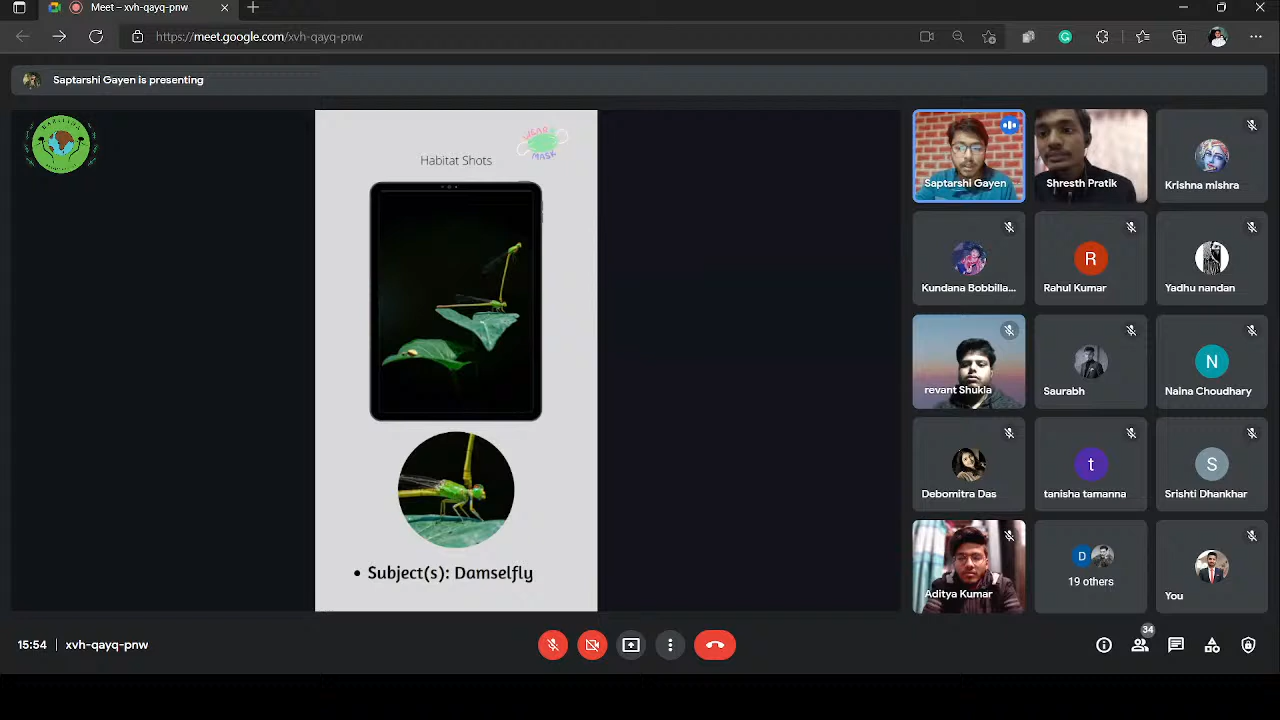 Meet – xvh-qayq-pnw
https://meet.google.com/xvh-qayq-pnw
Saptarshi Gayen is presenting
Habitat Shots
WEAR
MASK
Subject(s): Damselfly
Saptarshi Gayen
Shresth Pratik
Krishna mishra
Kundana Bobbilla...
R
Rahul Kumar
Yadhu nandan
revant Shukla
Saurabh
N
Naina Choudhary
Debomitra Das
t
tanisha tamanna
S
Srishti Dhankhar
Aditya Kumar
D
19 others
You
15:54
xvh-qayq-pnw
34